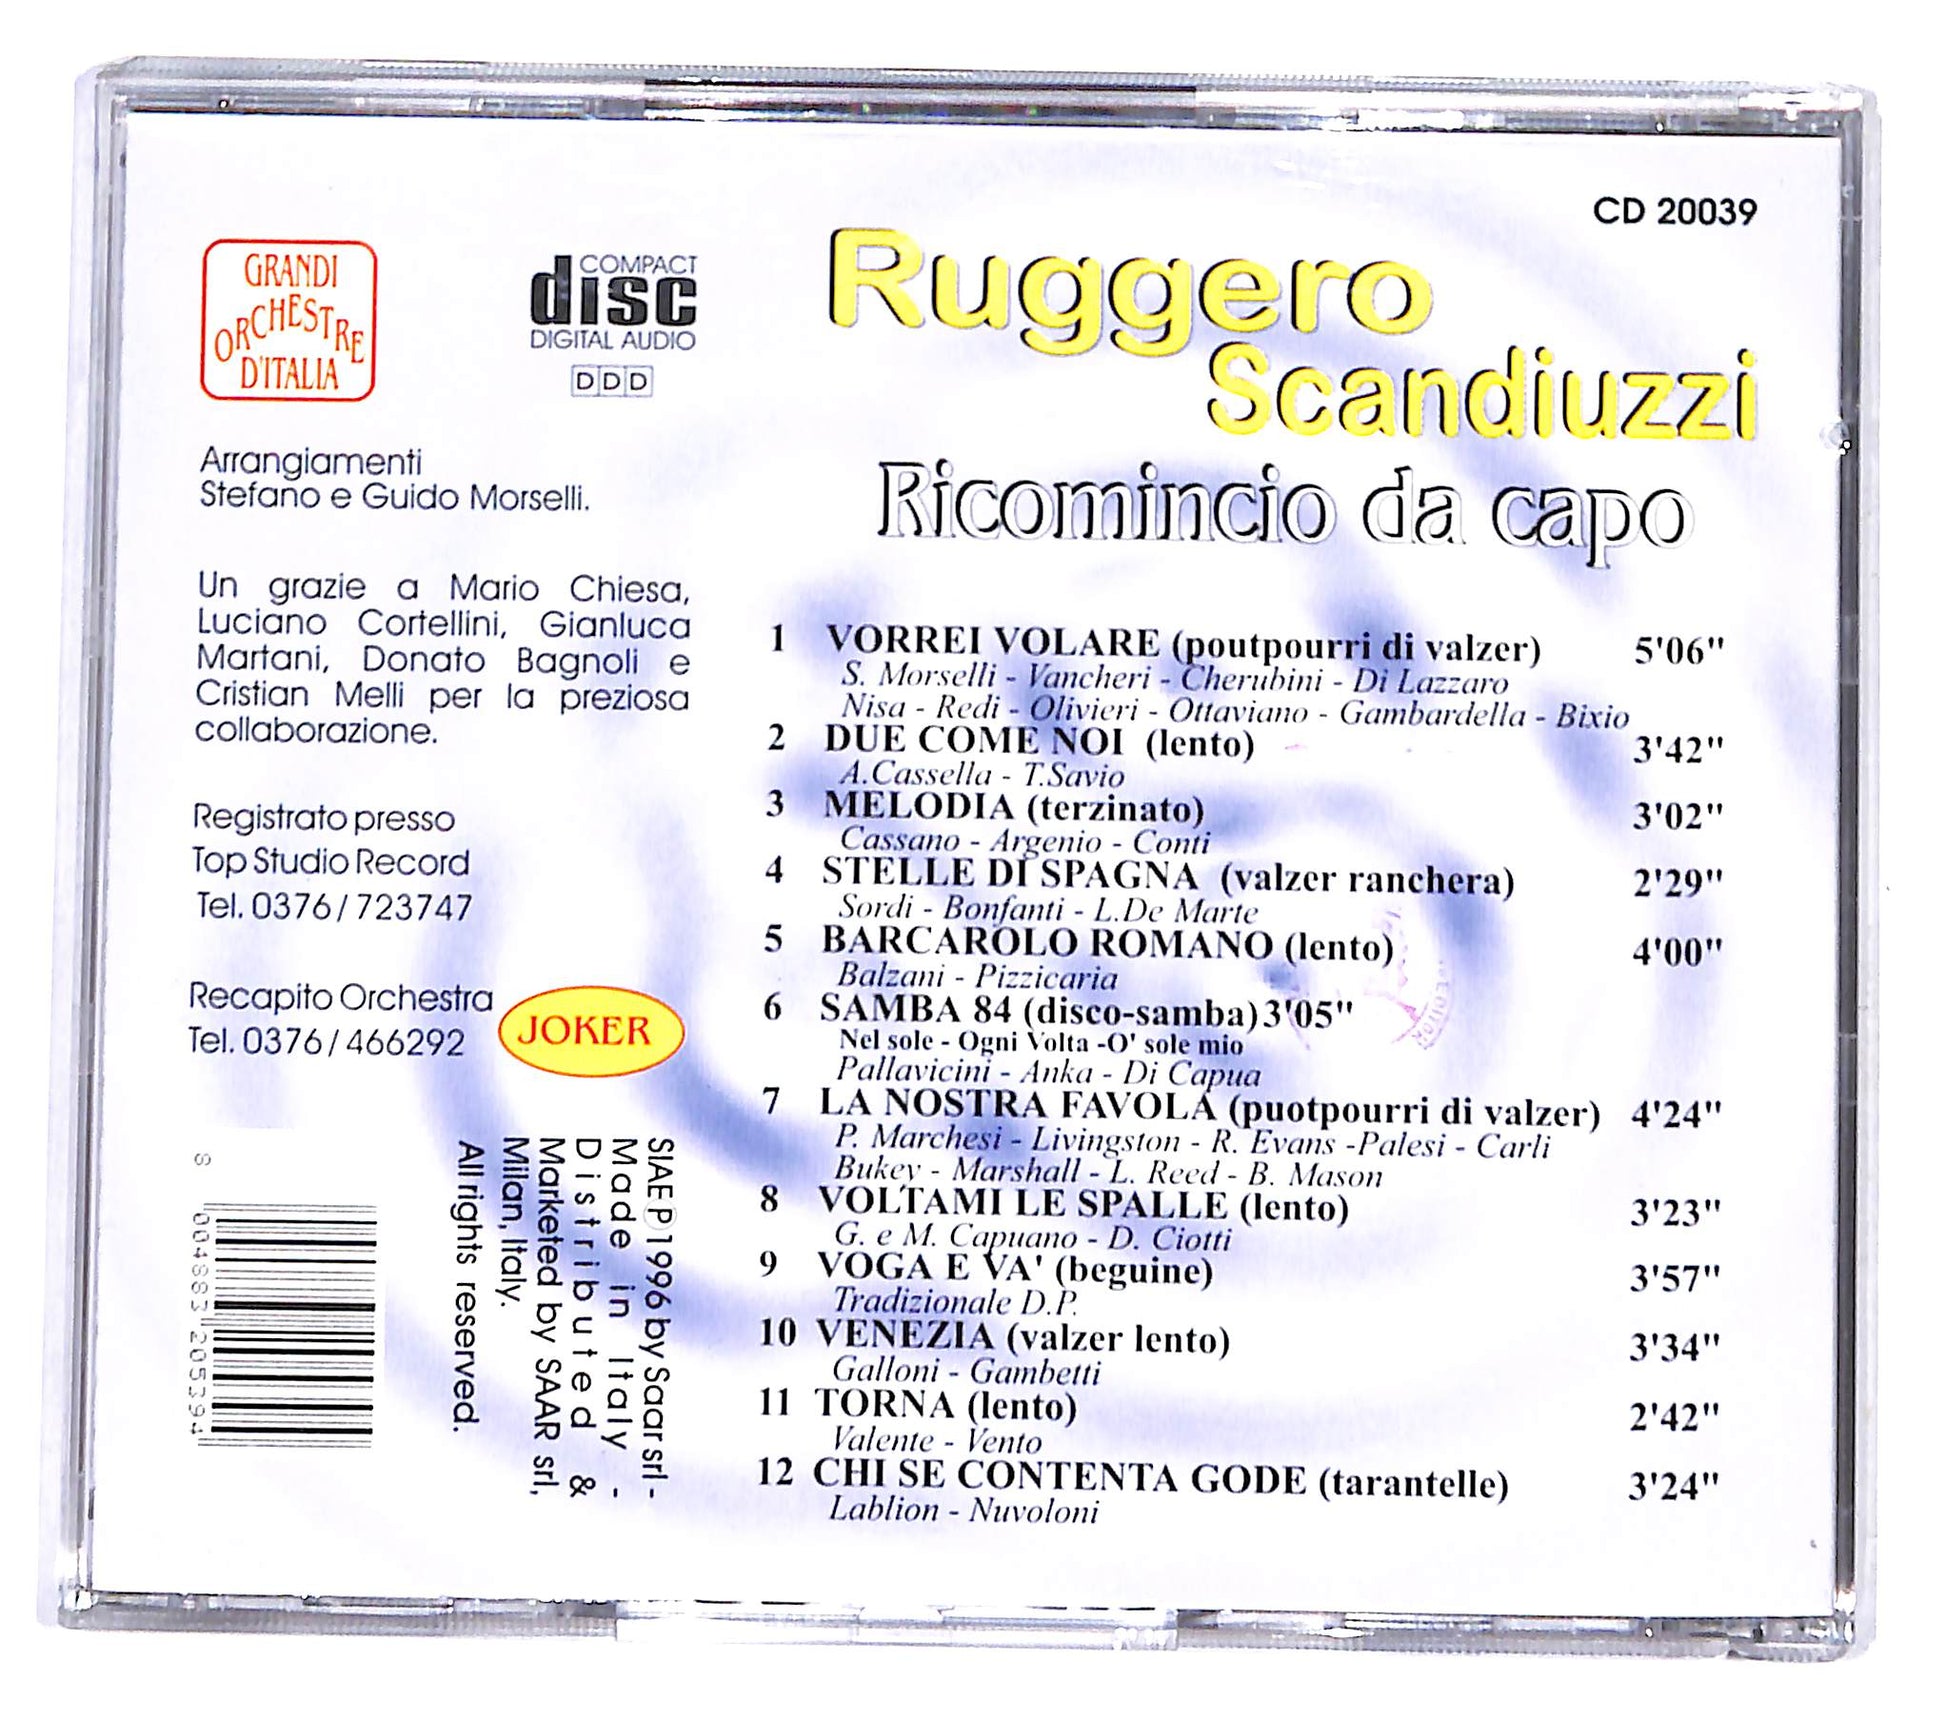 CD 20039
GRANDI
ORCHESTRE
D'ITALIA
COMPACT
disc
DIGITAL AUDIO
DDD
Arrangiamenti
Stefano e Guido Morselli.
Un grazie a Mario Chiesa,
Luciano Cortellini, Gianluca
Martani, Donato Bagnoli e
Cristian Melli per la preziosa
collaborazione.
Registrato presso
Top Studio Record
Tel. 0376/723747
Recapito Orchestra
Tel. 0376/466292
JOKER
SIAE Ⓟ 1996 by Saar srl -
Made in Italy -
Distributed &
Marketed by SAAR srl,
Milan, Italy.
All rights reserved.
8 004883 205394
Ruggero
Scandiuzzi
Ricomincio da capo
1 VORREI VOLARE (poutpourri di valzer) 5'06"
S. Morselli - Vancheri - Cherubini - Di Lazzaro
Nisa - Redi - Olivieri - Ottaviano - Gambardella - Bixio
2 DUE COME NOI (lento) 3'42"
A.Cassella - T.Savio
3 MELODIA (terzinato) 3'02"
Cassano - Argenio - Conti
4 STELLE DI SPAGNA (valzer ranchera) 2'29"
Sordi - Bonfanti - L.De Marte
5 BARCAROLO ROMANO (lento) 4'00"
Balzani - Pizzicaria
6 SAMBA 84 (disco-samba)3'05"
Nel sole - Ogni Volta -O' sole mio
Pallavicini - Anka - Di Capua
7 LA NOSTRA FAVOLA (puotpourri di valzer) 4'24"
P. Marchesi - Livingston - R. Evans -Palesi - Carli
Bukey - Marshall - L. Reed - B. Mason
8 VOLTAMI LE SPALLE (lento) 3'23"
G. e M. Capuano - D. Ciotti
9 VOGA E VA' (beguine) 3'57"
Tradizionale D.P.
10 VENEZIA (valzer lento) 3'34"
Galloni - Gambetti
11 TORNA (lento) 2'42"
Valente - Vento
12 CHI SE CONTENTA GODE (tarantelle) 3'24"
Lablion - Nuvoloni